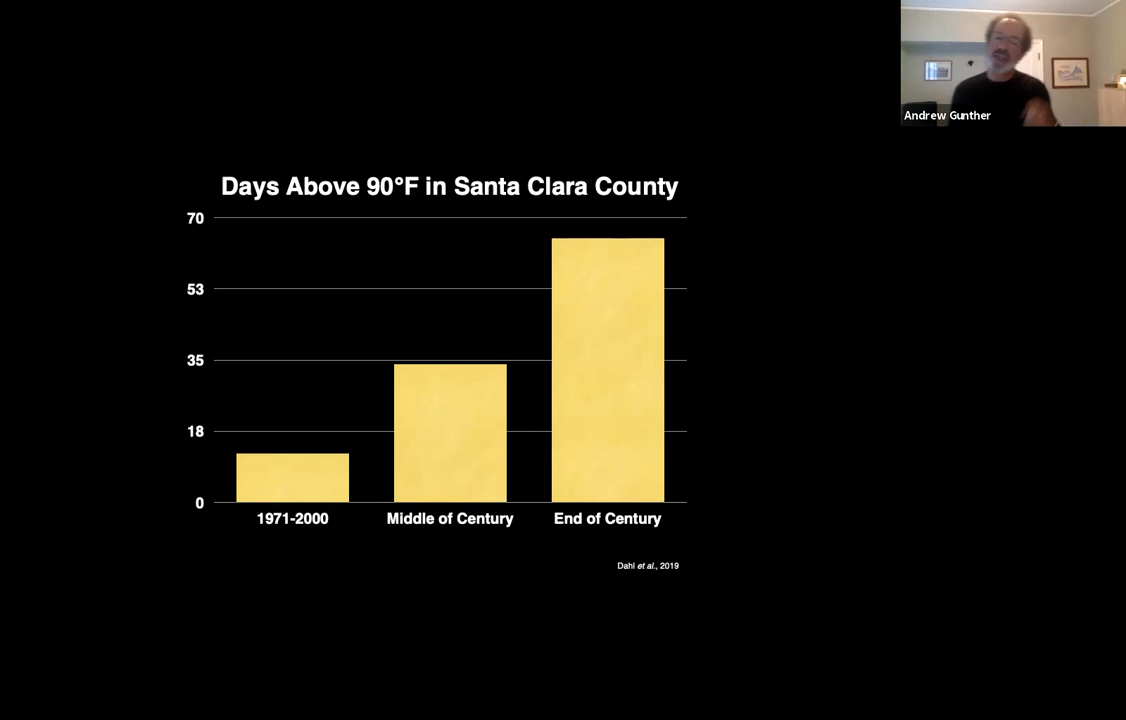 Andrew Gunther
Days Above 90°F in Santa Clara County
70
53
35
18
0
1971-2000
Middle of Century
End of Century
Dahl et al., 2019